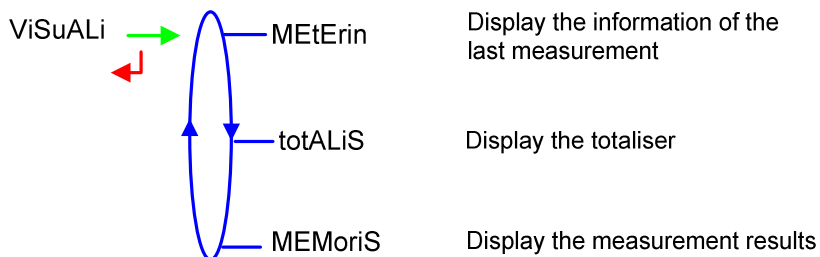 ViSuALi
MEtErin
Display the information of the
last measurement
totALiS
Display the totaliser
MEMoriS
Display the measurement results